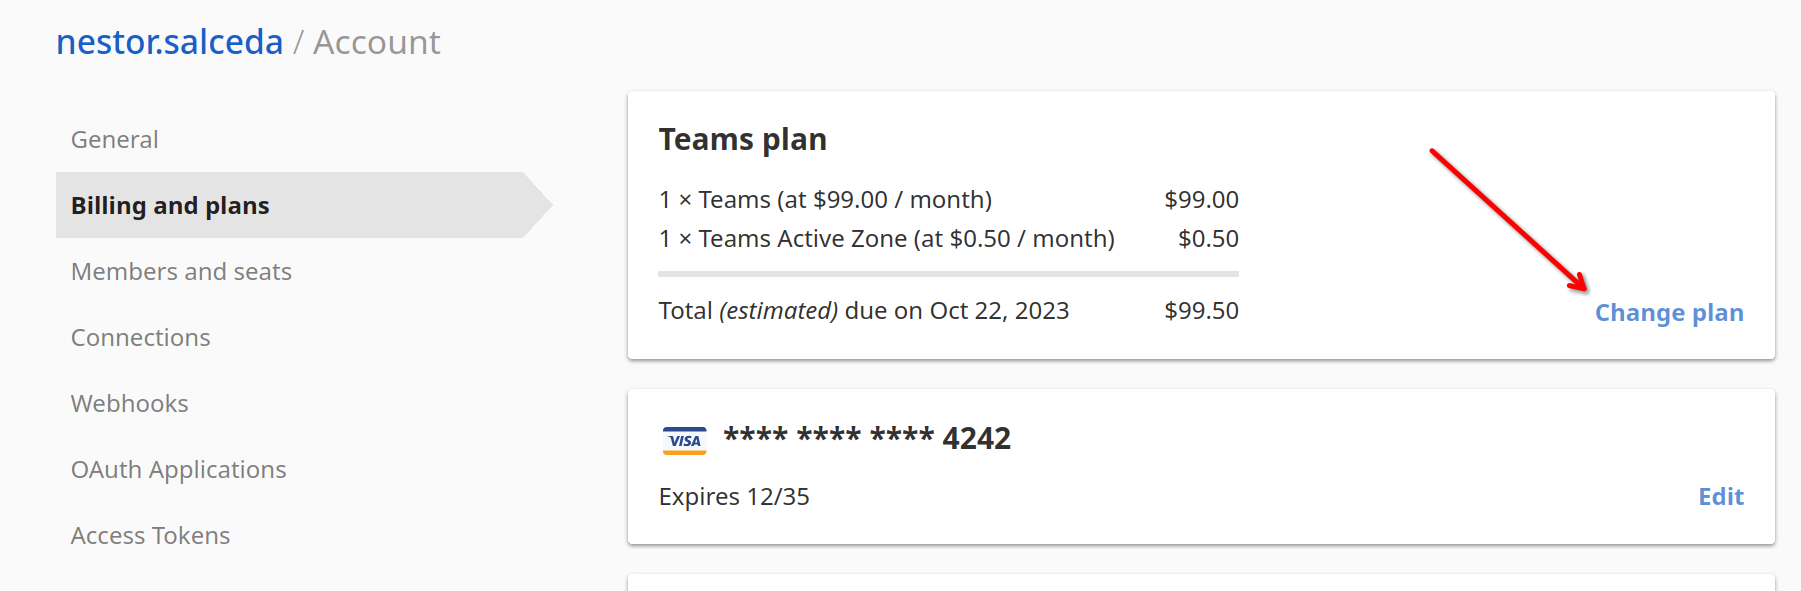 nestor.salceda / Account
General
Billing and plans
Members and seats
Connections
Webhooks
OAuth Applications
Access Tokens
Teams plan
1 × Teams (at $99.00 / month) $99.00
1 × Teams Active Zone (at $0.50 / month) $0.50
Total (estimated) due on Oct 22, 2023 $99.50
Change plan
VISA **** **** **** 4242
Expires 12/35
Edit